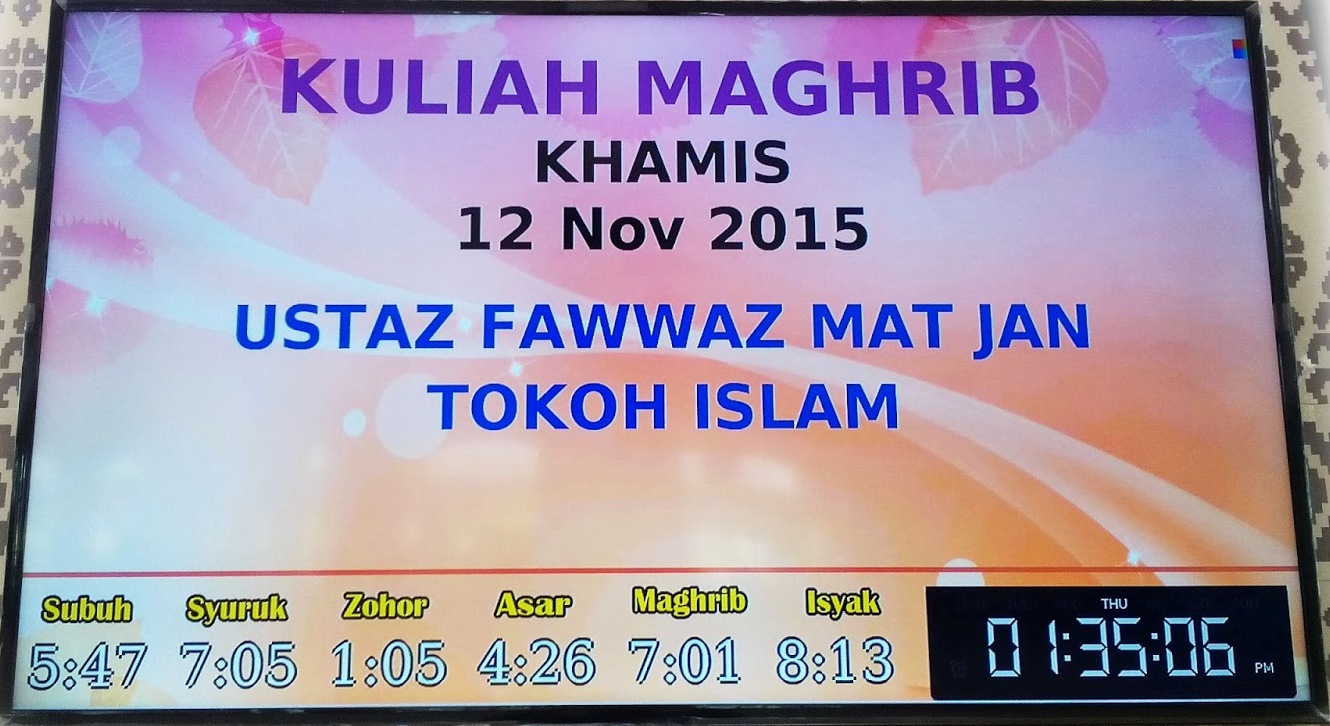 KULIAH MAGHRIB
KHAMIS
12 Nov 2015
USTAZ FAWWAZ MAT JAN
TOKOH ISLAM
Subuh Syuruk Zohor Asar Maghrib Isyak
5:47 7:05 1:05 4:26 7:01 8:13
THU
01:35:06 PM